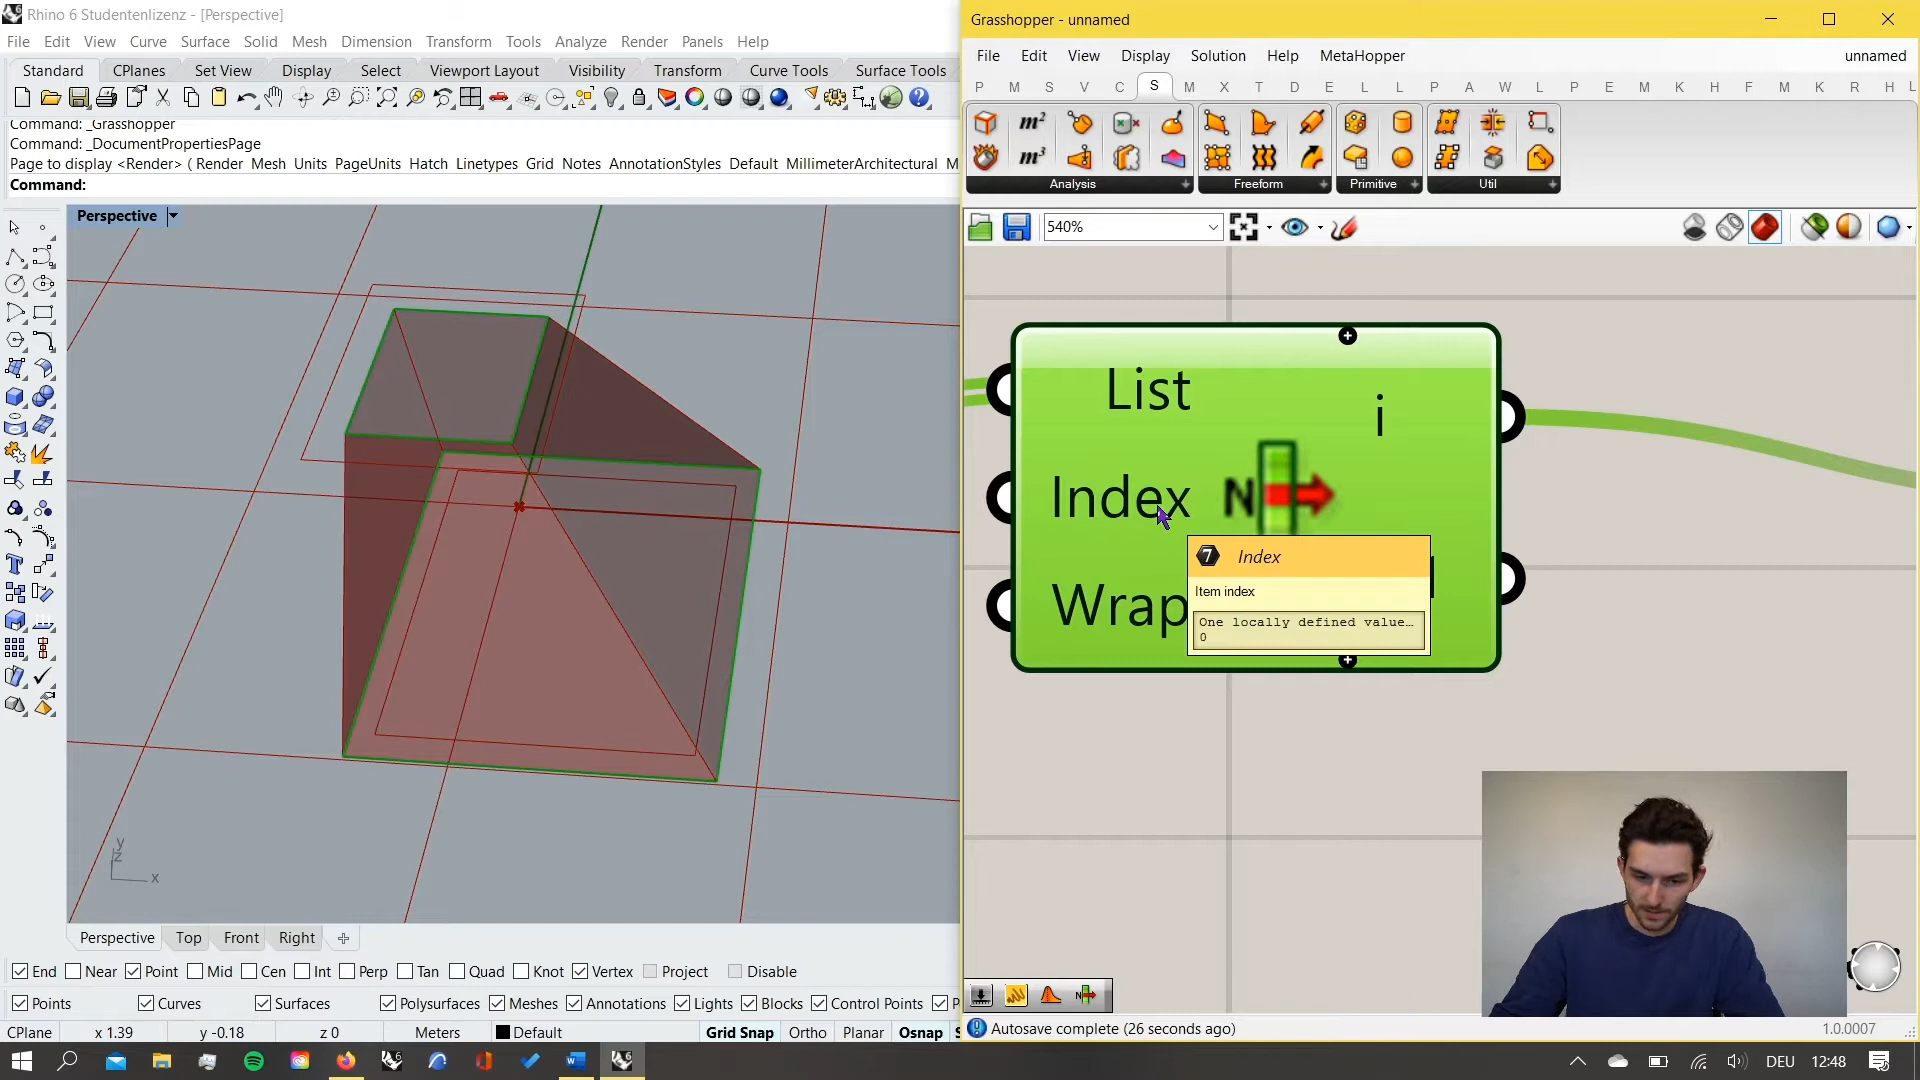 Rhino 6 Studentenlizenz - [Perspective]
File Edit View Curve Surface Solid Mesh Dimension Transform Tools Analyze Render Panels Help
Standard CPlanes Set View Display Select Viewport Layout Visibility Transform Curve Tools Surface Tools
Command: _Grasshopper
Command: _DocumentPropertiesPage
Page to display <Render> ( Render Mesh Units PageUnits Hatch Linetypes Grid Notes AnnotationStyles Default MillimeterArchitectural M
Command:
Perspective
y
z
x
Perspective Top Front Right
End Near Point Mid Cen Int Perp Tan Quad Knot Vertex Project Disable
Points Curves Surfaces Polysurfaces Meshes Annotations Lights Blocks Control Points P
CPlane x 1.39 y -0.18 z 0 Meters Default Grid Snap Ortho Planar Osnap S
Grasshopper - unnamed
File Edit View Display Solution Help MetaHopper unnamed
P M S V C S M X T D E L L P A W L P E M K H F M K R H L
m²
m³
Analysis Freeform Primitive Util
540%
List
i
Index
N
Wrap
7 Index
Item index
One locally defined value…
0
N
Autosave complete (26 seconds ago) 1.0.0007
DEU 12:48